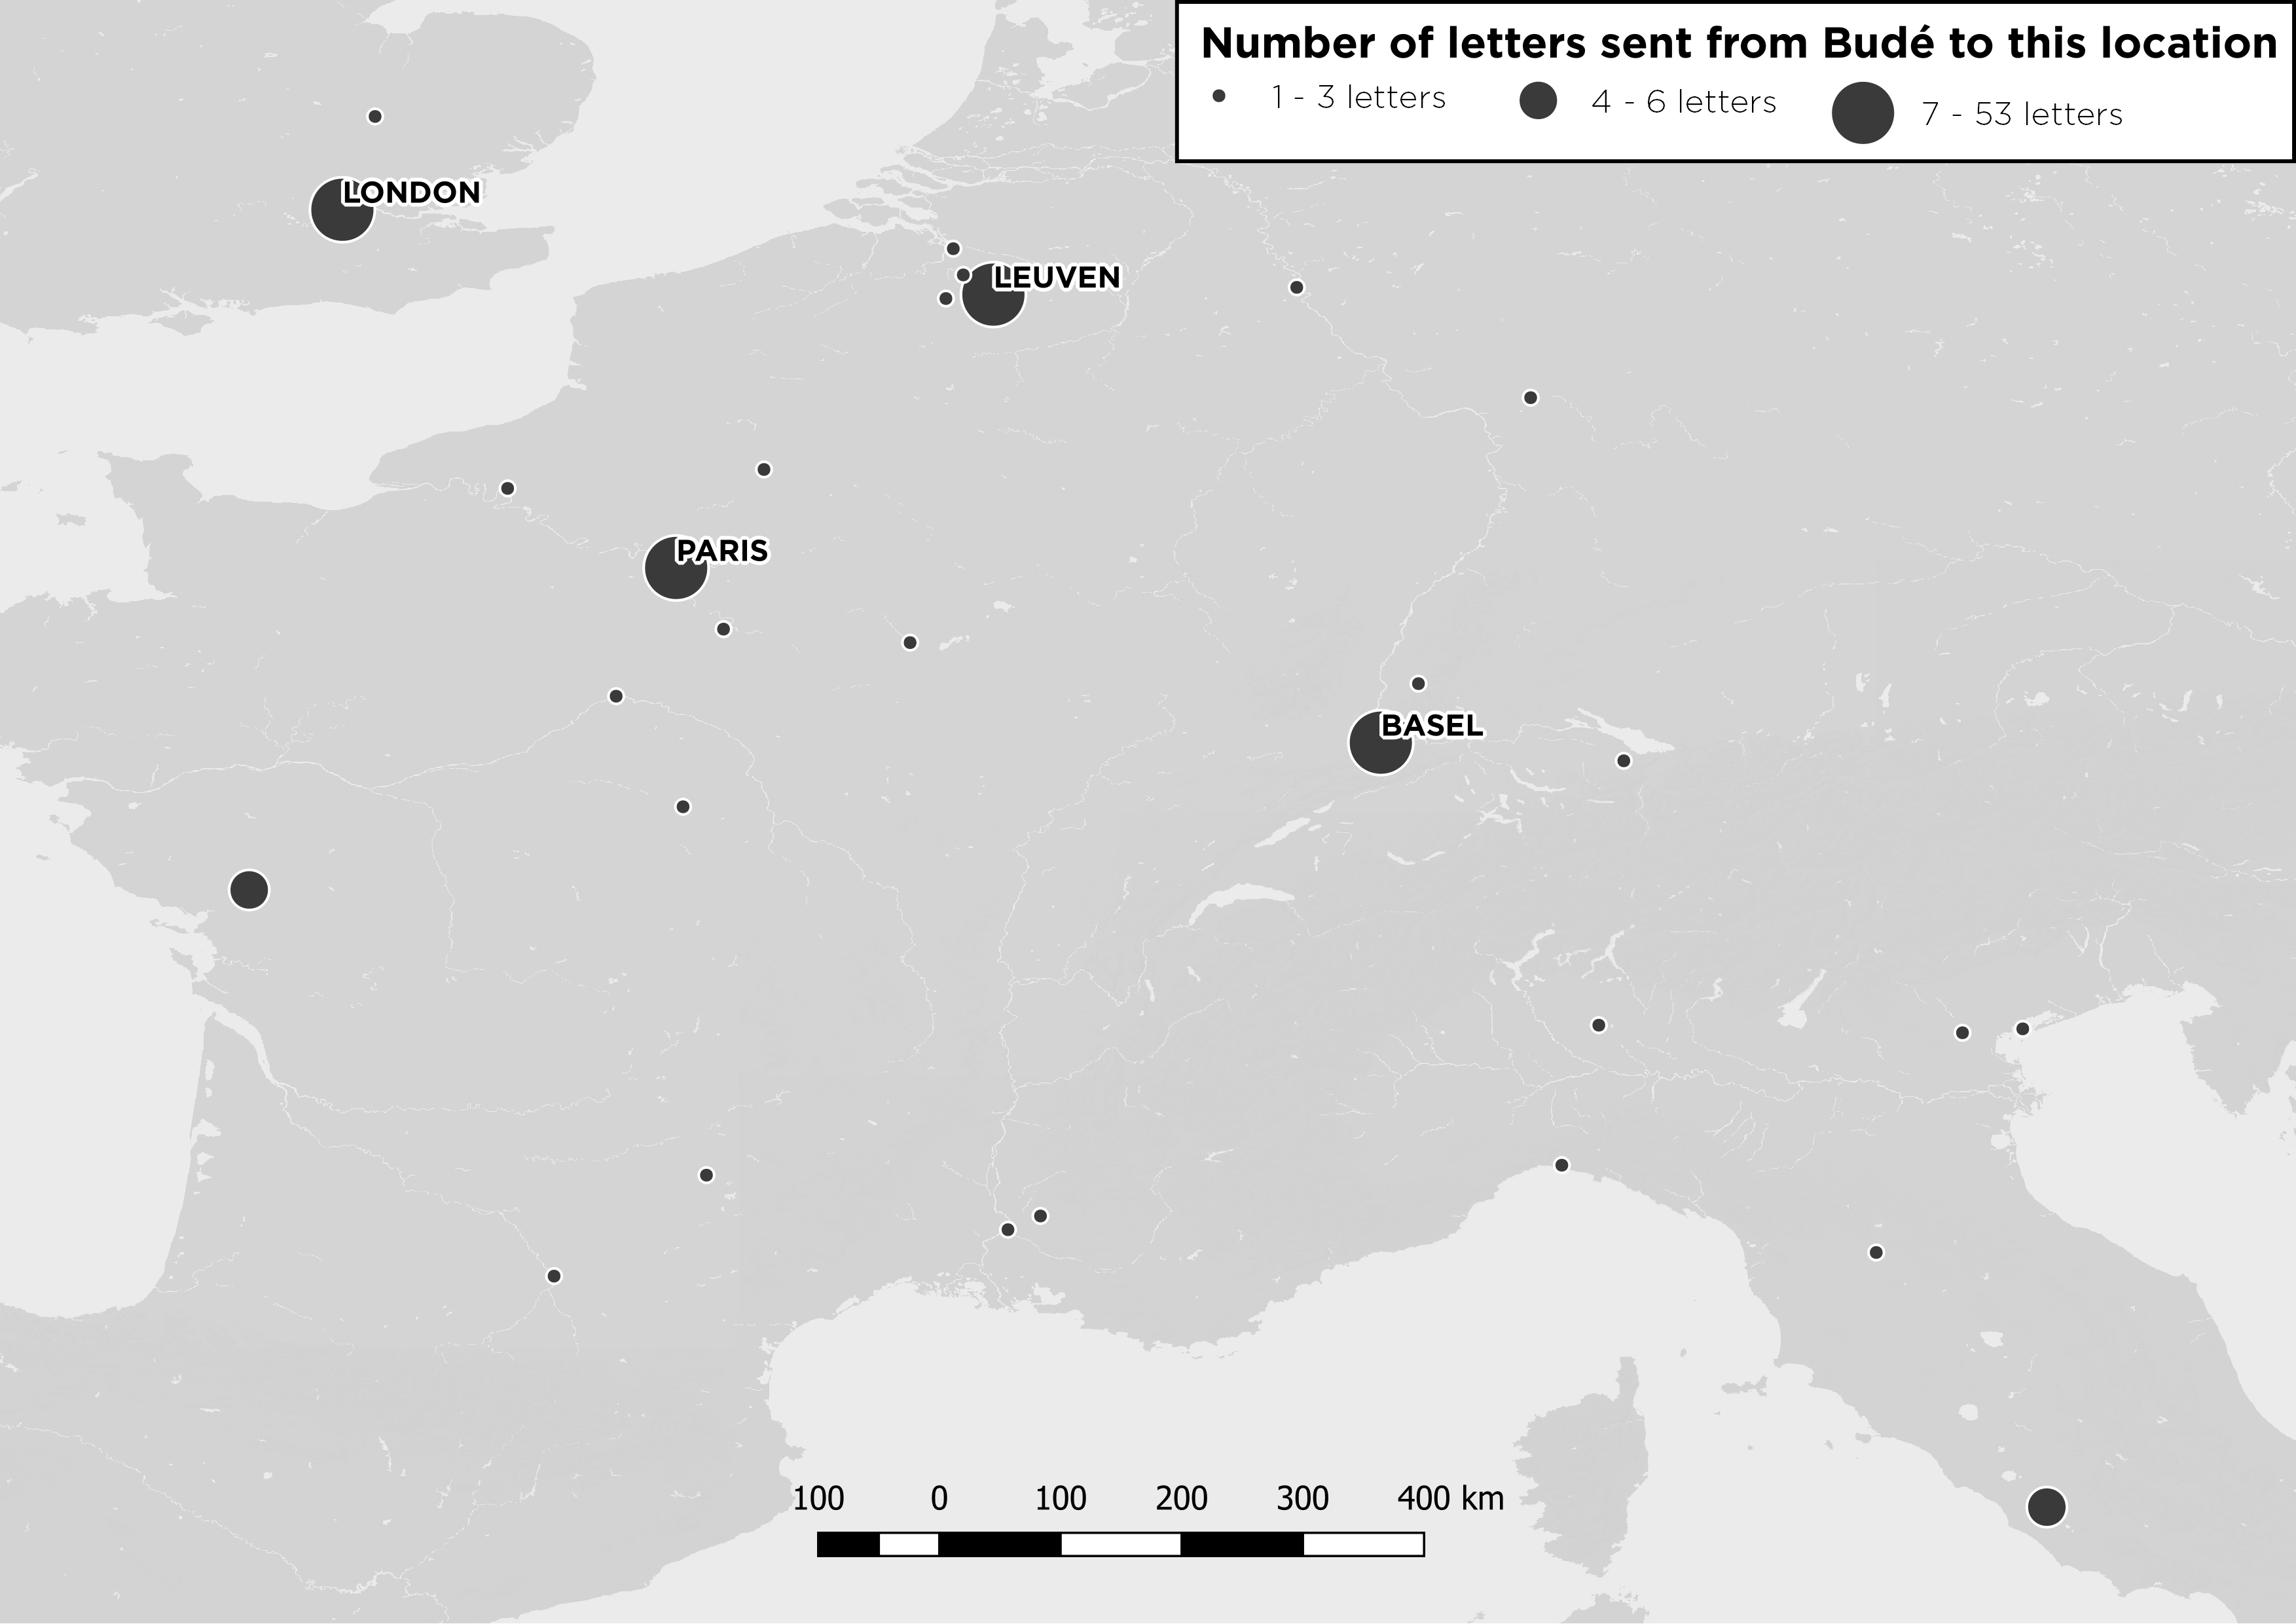 Number of letters sent from Budé to this location
1 - 3 letters 4 - 6 letters 7 - 53 letters
LONDON
LEUVEN
PARIS
BASEL
100 0 100 200 300 400 km